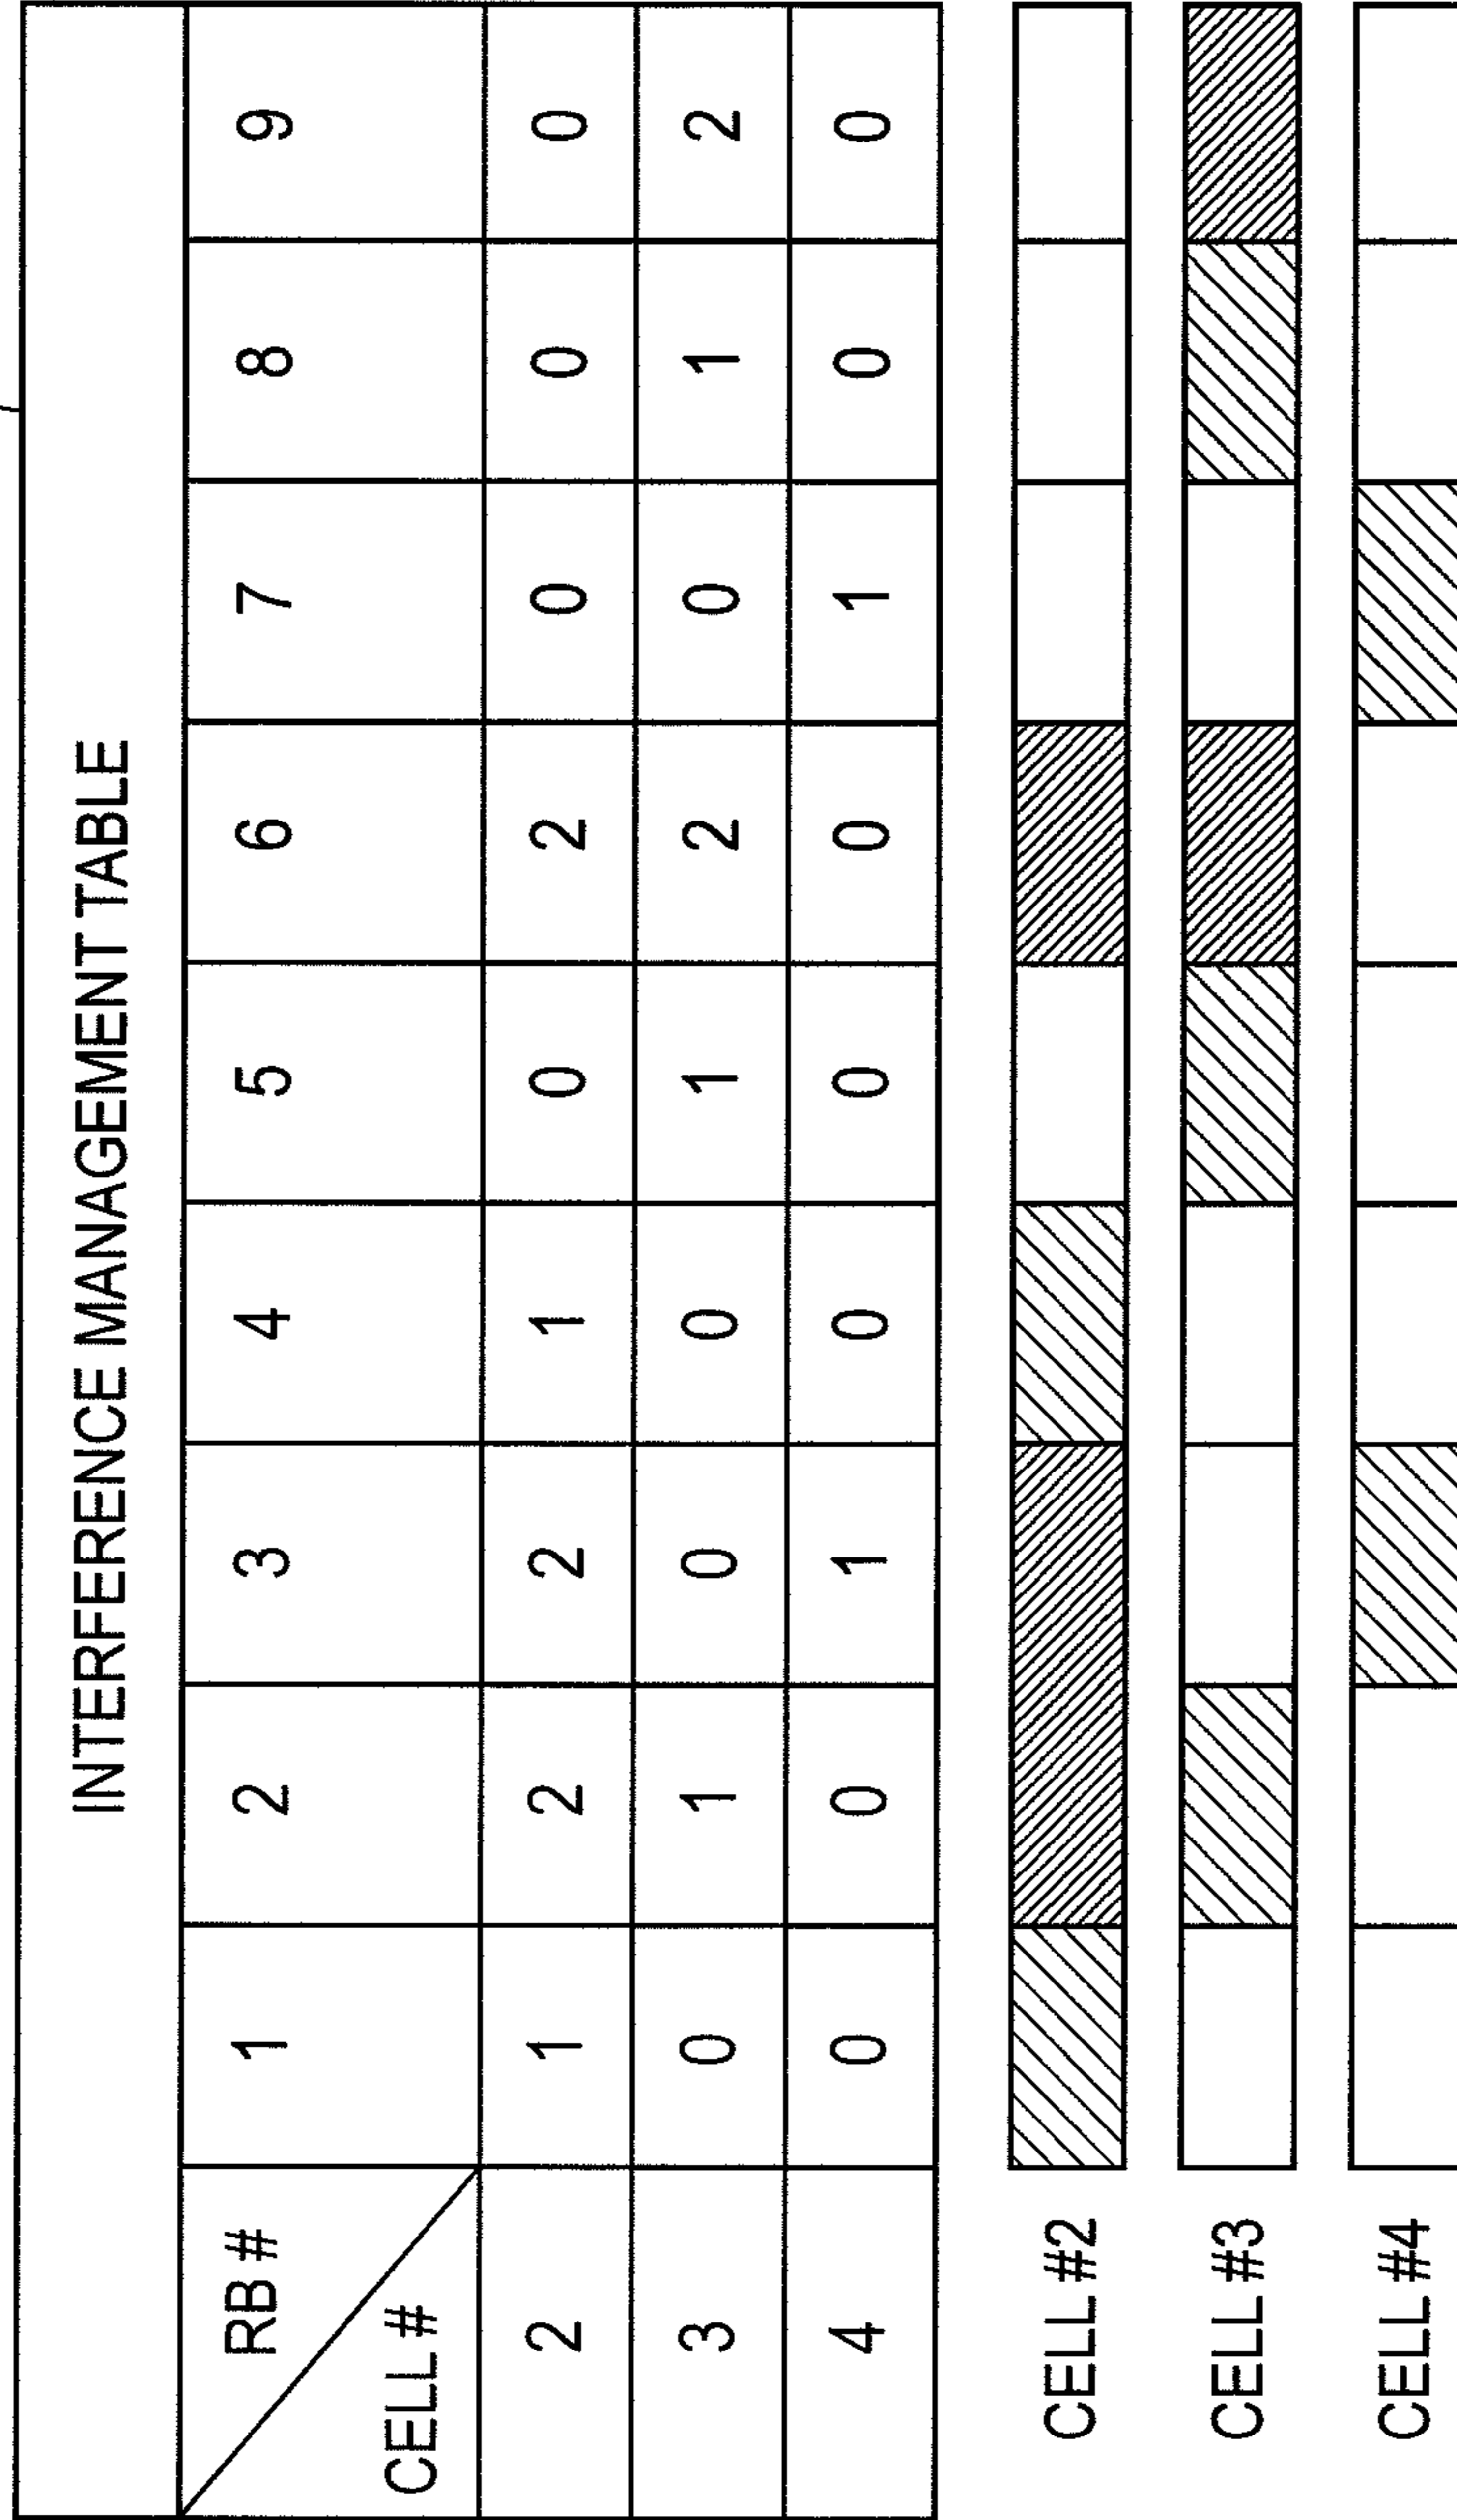 INTERFERENCE MANAGEMENT TABLE
RB # 1 2 3 4 5 6 7 8 9
CELL #
2 1 2 2 1 0 2 0 0 0
3 0 1 0 0 1 2 0 1 2
4 0 0 1 0 0 0 1 0 0
CELL #2
CELL #3
CELL #4